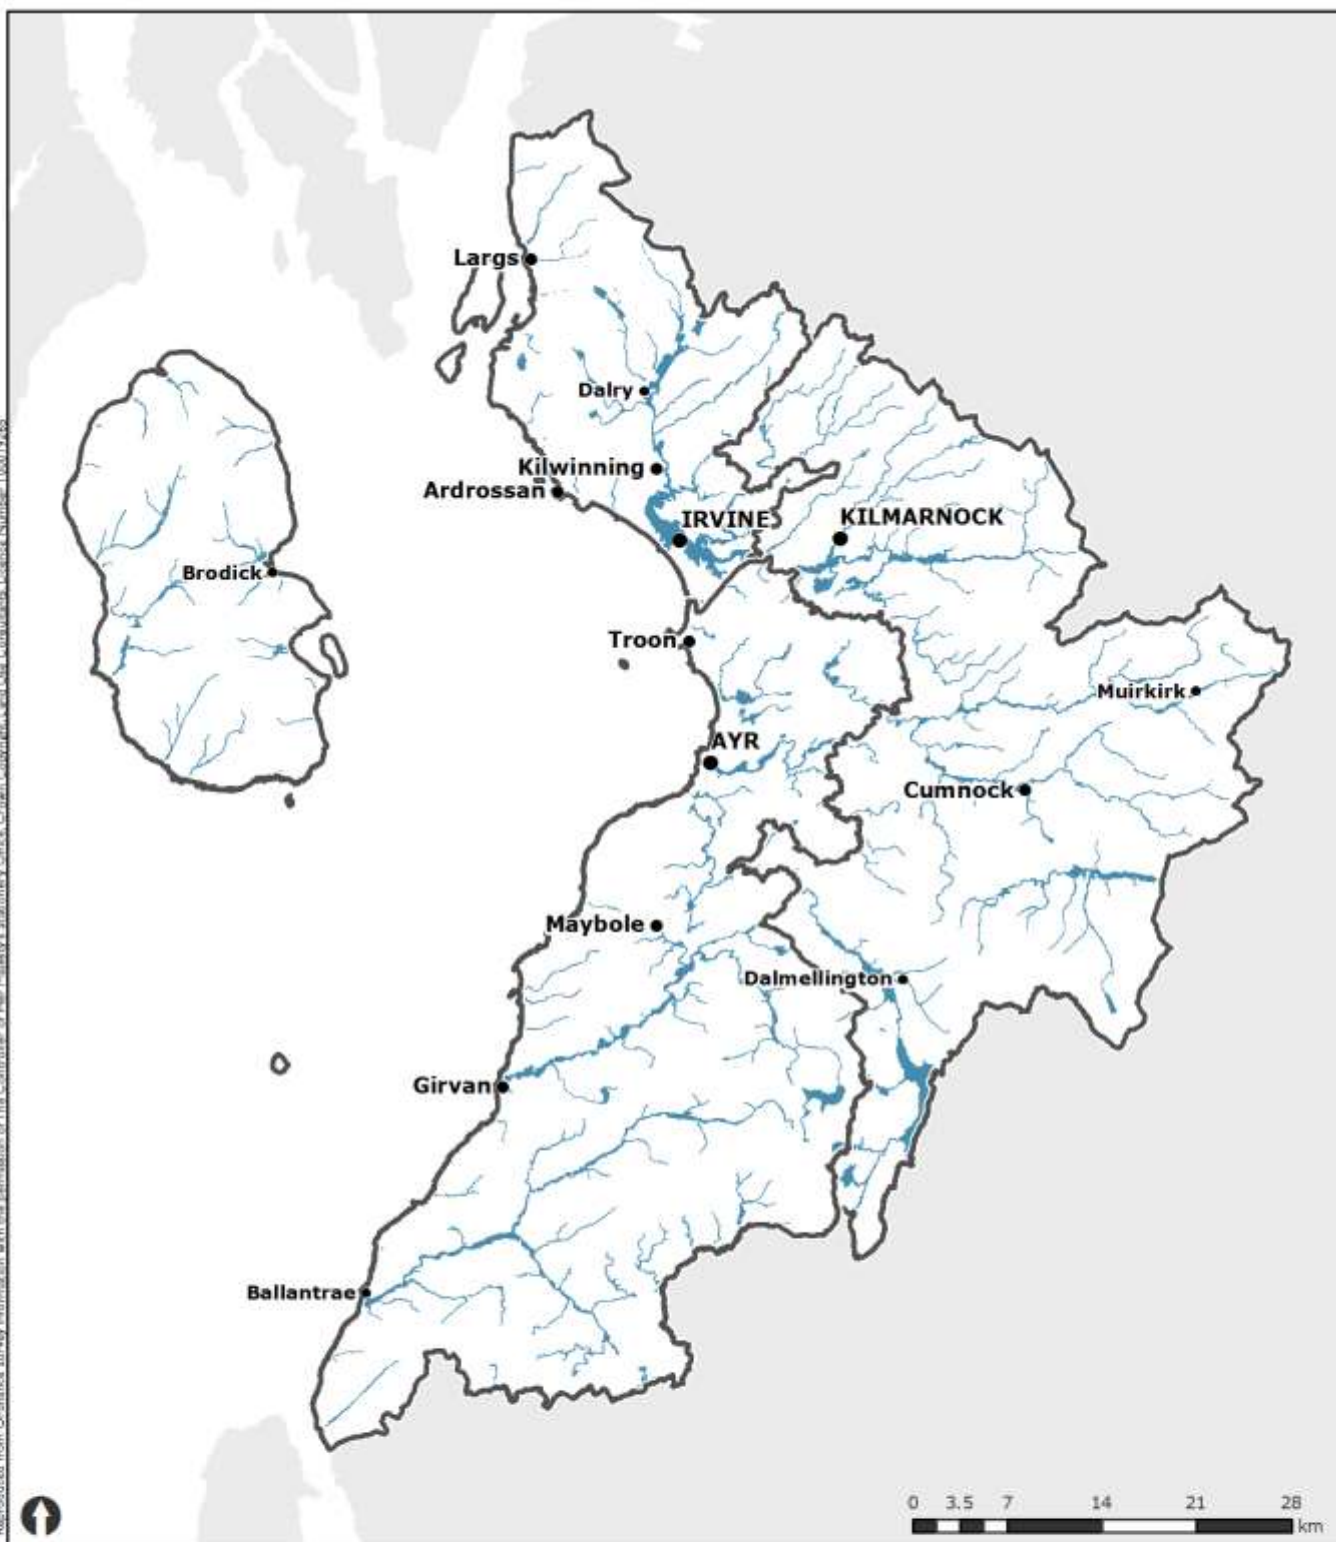 Largs
Dalry
Kilwinning
Ardrossan
IRVINE
KILMARNOCK
Brodick
Troon
Muirkirk
AYR
Cumnock
Maybole
Dalmellington
Girvan
Ballantrae
0 3.5 7 14 21 28
km